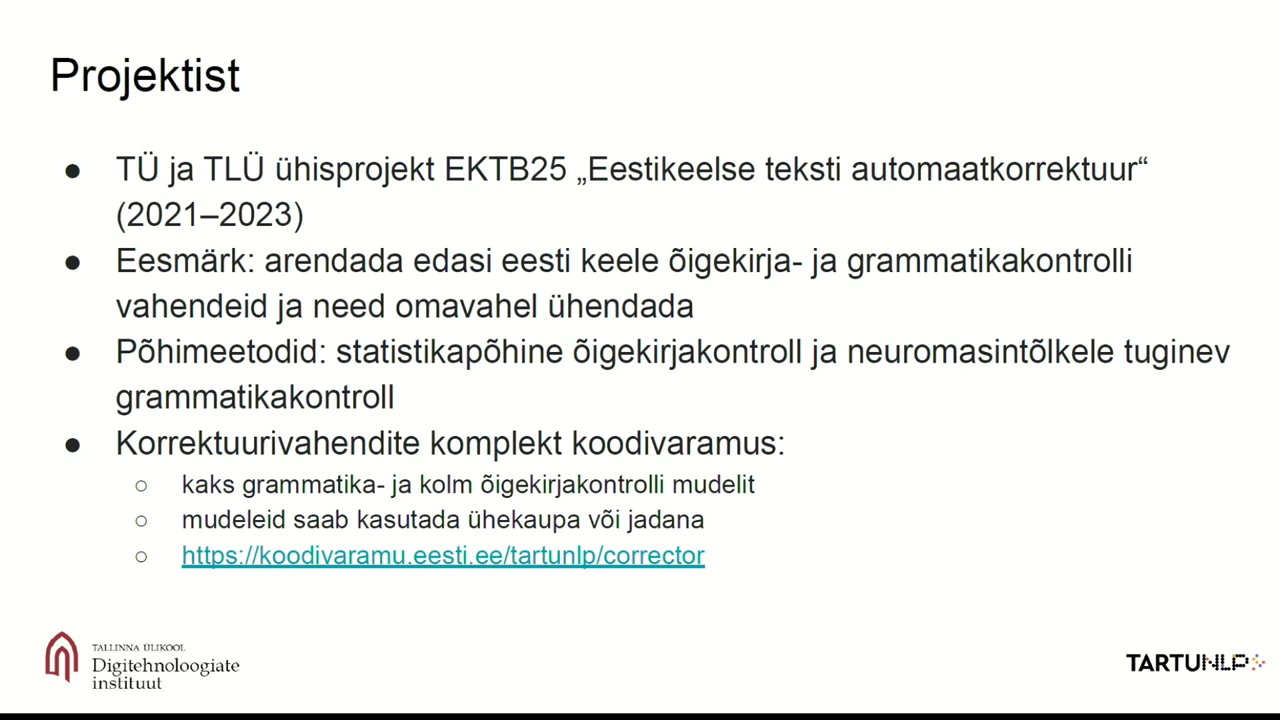 Projektist
● TÜ ja TLÜ ühisprojekt EKTB25 „Eestikeelse teksti automaatkorrektuur“
(2021–2023)
● Eesmärk: arendada edasi eesti keele õigekirja- ja grammatikakontrolli
vahendeid ja need omavahel ühendada
● Põhimeetodid: statistikapõhine õigekirjakontroll ja neuromasintõlkele tuginev
grammatikakontroll
● Korrektuurivahendite komplekt koodivaramus:
○ kaks grammatika- ja kolm õigekirjakontrolli mudelit
○ mudeleid saab kasutada ühekaupa või jadana
○ https://koodivaramu.eesti.ee/tartunlp/corrector
TALLINNA ÜLIKOOL
Digitehnoloogiate
instituut
TARTUNLP